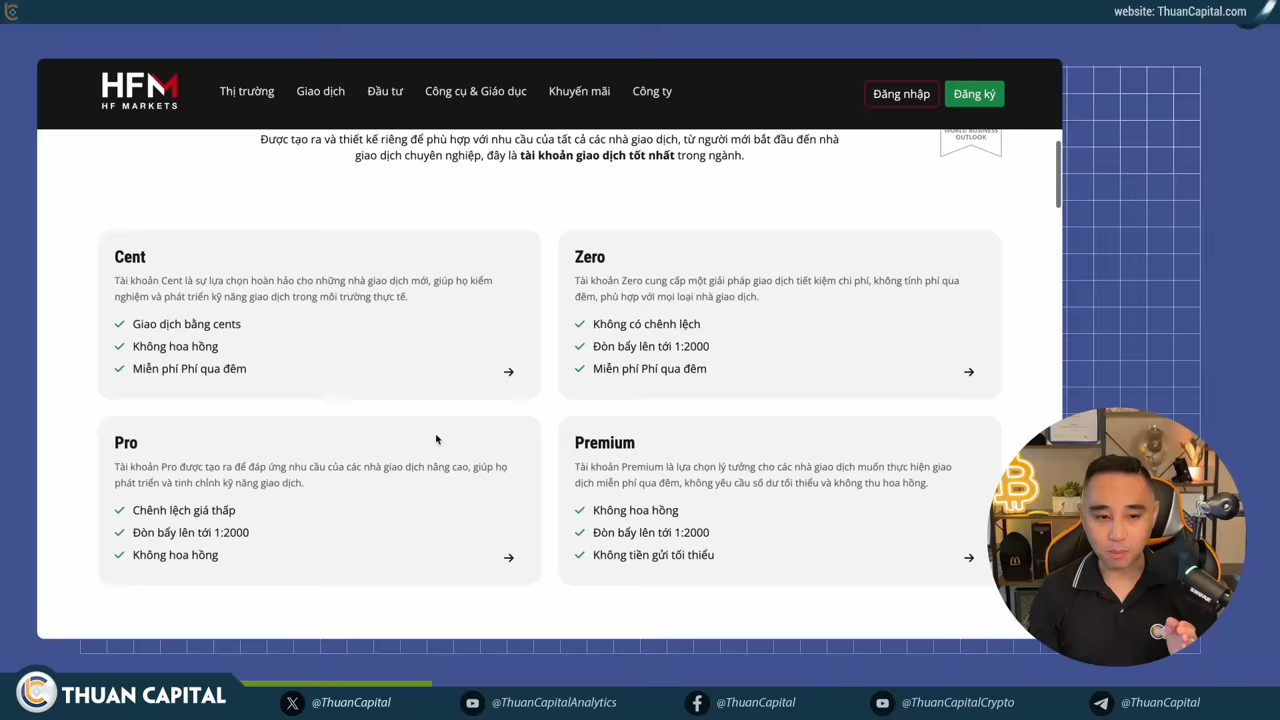 website: ThuanCapital.com
HFM
HF MARKETS
Thị trường
Giao dịch
Đầu tư
Công cụ & Giáo dục
Khuyến mãi
Công ty
Đăng nhập
Đăng ký
WORLD BUSINESS
OUTLOOK
Được tạo ra và thiết kế riêng để phù hợp với nhu cầu của tất cả các nhà giao dịch, từ người mới bắt đầu đến nhà
giao dịch chuyên nghiệp, đây là tài khoản giao dịch tốt nhất trong ngành.
Cent
Tài khoản Cent là sự lựa chọn hoàn hảo cho những nhà giao dịch mới, giúp họ kiểm
nghiệm và phát triển kỹ năng giao dịch trong môi trường thực tế.
Giao dịch bằng cents
Không hoa hồng
Miễn phí Phí qua đêm
Zero
Tài khoản Zero cung cấp một giải pháp giao dịch tiết kiệm chi phí, không tính phí qua
đêm, phù hợp với mọi loại nhà giao dịch.
Không có chênh lệch
Đòn bẩy lên tới 1:2000
Miễn phí Phí qua đêm
Pro
Tài khoản Pro được tạo ra để đáp ứng nhu cầu của các nhà giao dịch nâng cao, giúp họ
phát triển và tinh chỉnh kỹ năng giao dịch.
Chênh lệch giá thấp
Đòn bẩy lên tới 1:2000
Không hoa hồng
Premium
Tài khoản Premium là lựa chọn lý tưởng cho các nhà giao dịch muốn thực hiện giao
dịch miễn phí qua đêm, không yêu cầu số dư tối thiểu và không thu hoa hồng.
Không hoa hồng
Đòn bẩy lên tới 1:2000
Không tiền gửi tối thiểu
SHURE
THUAN CAPITAL
@ThuanCapital
@ThuanCapitalAnalytics
@ThuanCapital
@ThuanCapitalCrypto
@ThuanCapital